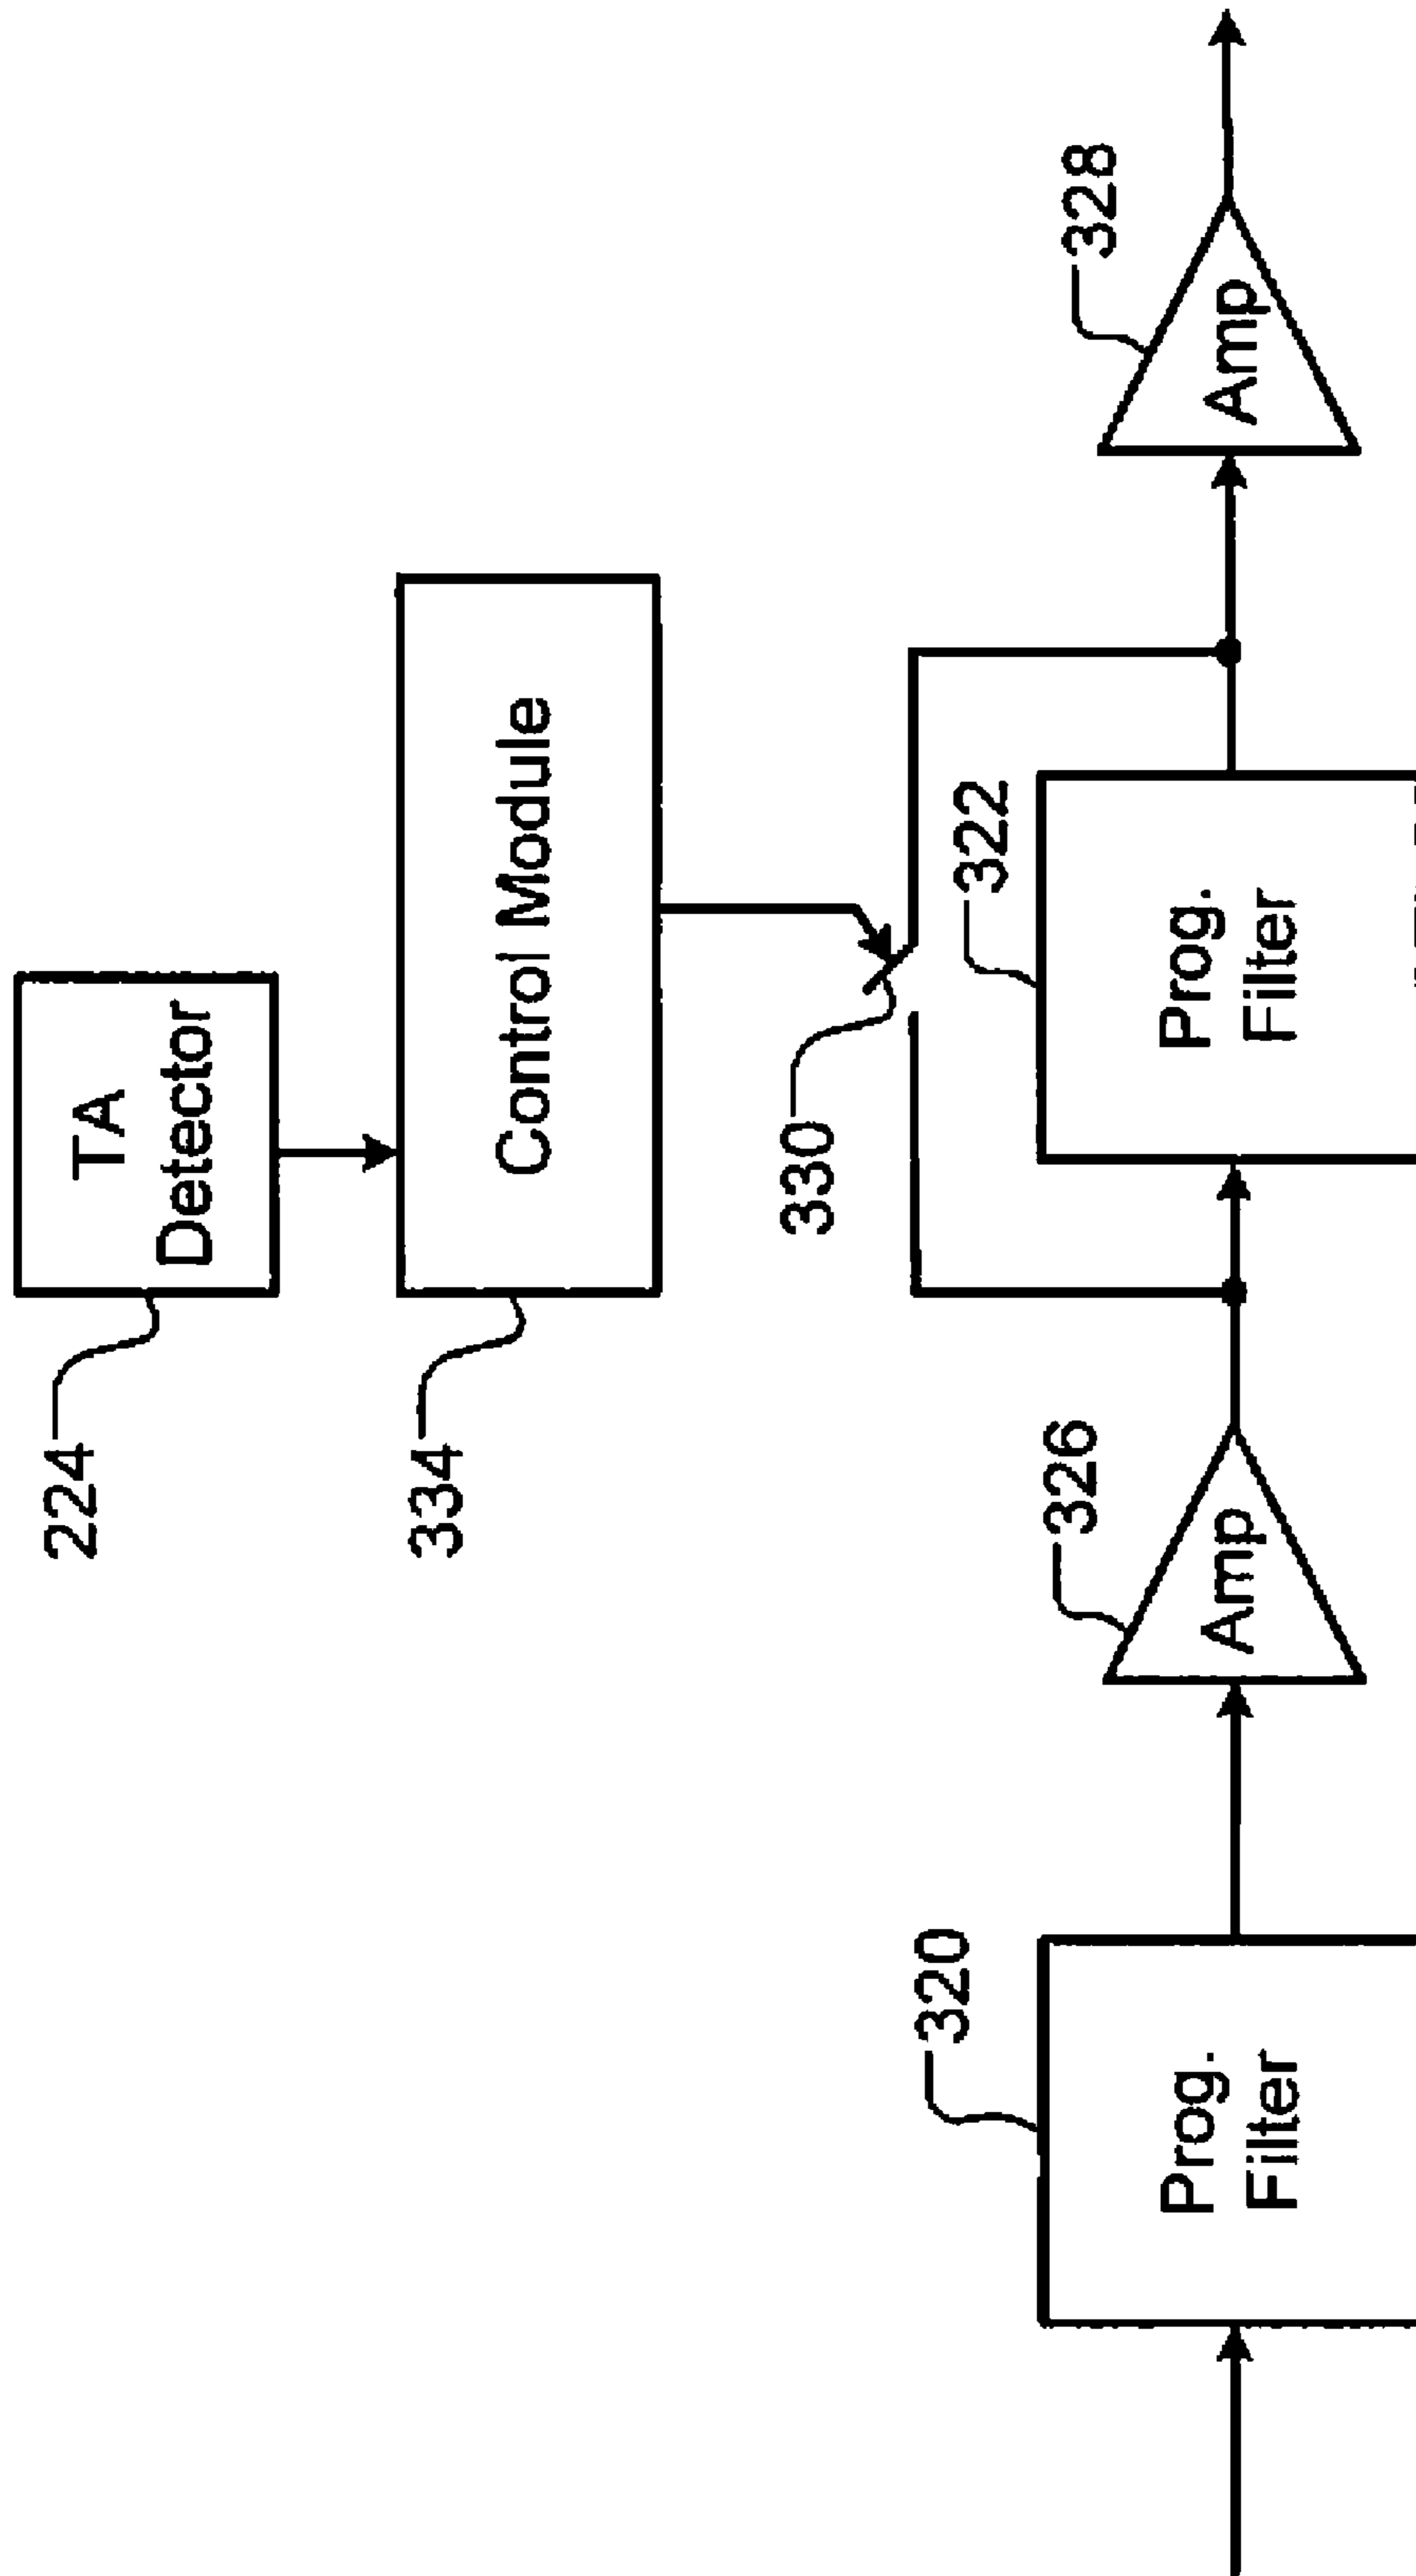 224
TA
Detector
334
Control Module
330
320
Prog.
Filter
326
Amp
322
Prog.
Filter
328
Amp